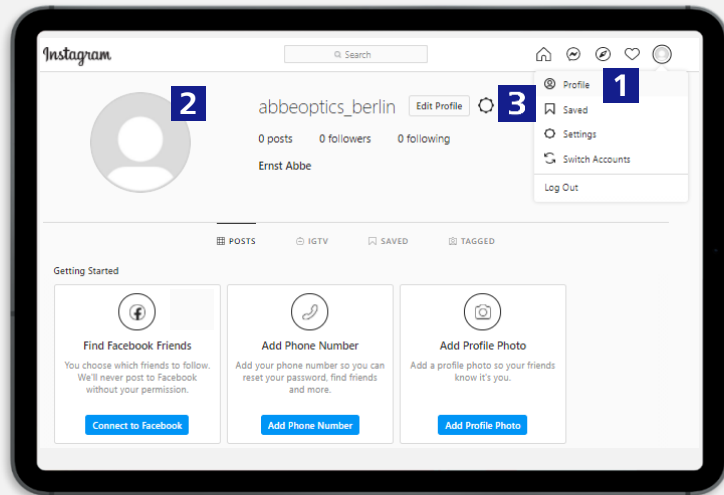 Instagram
Search
1
Profile
Saved
Settings
Switch Accounts
Log Out
2
abbeoptics_berlin Edit Profile 3
0 posts 0 followers 0 following
Ernst Abbe
POSTS IGTV SAVED TAGGED
Getting Started
Find Facebook Friends
You choose which friends to follow.
We'll never post to Facebook
without your permission.
Connect to Facebook
Add Phone Number
Add your phone number so you can
reset your password, find friends
and more.
Add Phone Number
Add Profile Photo
Add a profile photo so your friends
know it's you.
Add Profile Photo